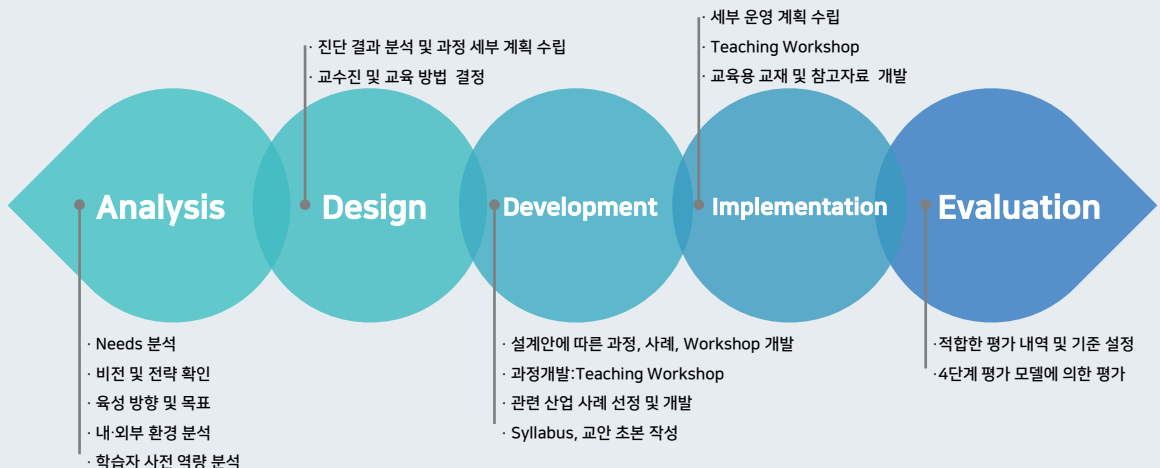 Analysis
· Needs 분석
· 비전 및 전략 확인
· 육성 방향 및 목표
· 내·외부 환경 분석
· 학습자 사전 역량 분석
· 진단 결과 분석 및 과정 세부 계획 수립
· 교수진 및 교육 방법 결정
Design
Development
· 설계안에 따른 과정, 사례, Workshop 개발
· 과정개발:Teaching Workshop
· 관련 산업 사례 선정 및 개발
· Syllabus, 교안 초본 작성
· 세부 운영 계획 수립
· Teaching Workshop
· 교육용 교재 및 참고자료 개발
Implementation
Evaluation
·적합한 평가 내역 및 기준 설정
·4단계 평가 모델에 의한 평가